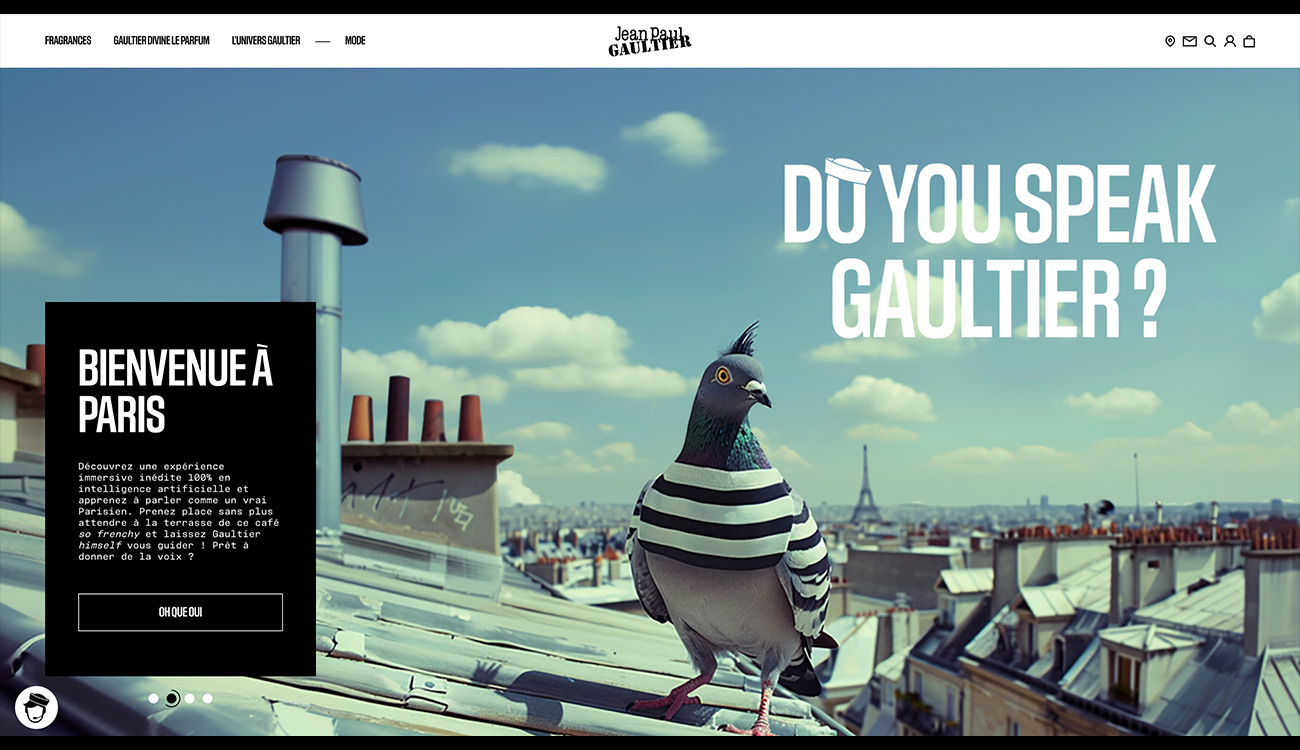 FRAGRANCES GAULTIER DIVINE LE PARFUM L'UNIVERS GAULTIER MODE
Jean Paul
GAULTIER
DO YOU SPEAK
GAULTIER ?
BIENVENUE À
PARIS
Découvrez une expérience
immersive inédite 100% en
intelligence artificielle et
apprenez à parler comme un vrai
Parisien. Prenez place sans plus
attendre à la terrasse de ce café
so frenchy et laissez Gaultier
himself vous guider ! Prêt à
donner de la voix ?
OH QUE OUI